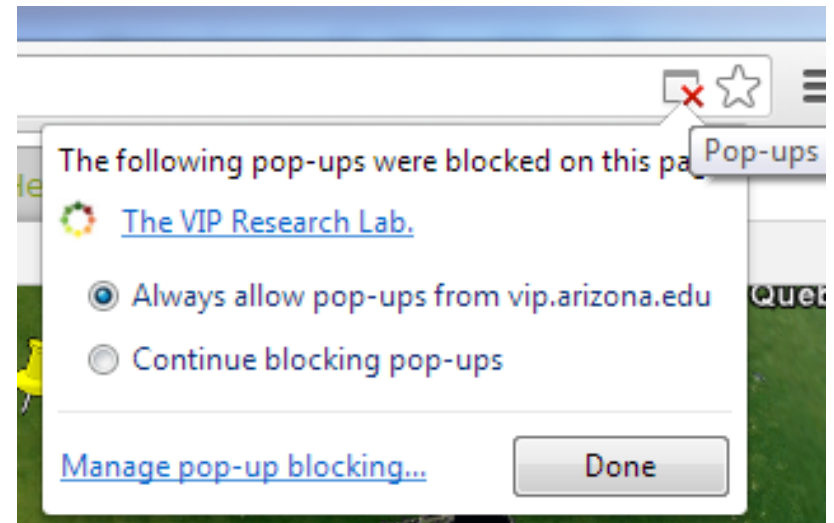 The following pop-ups were blocked on this pa
Pop-ups
He
The VIP Research Lab.
Always allow pop-ups from vip.arizona.edu
Queb
Continue blocking pop-ups
Manage pop-up blocking...
Done